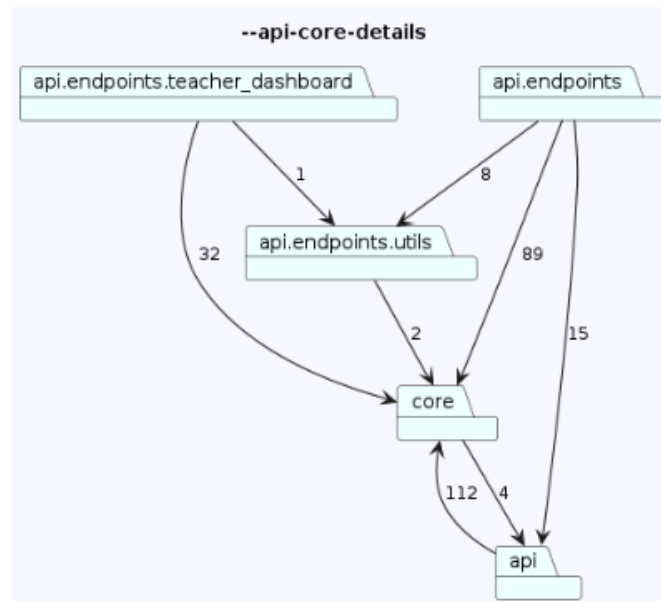 --api-core-details
api.endpoints.teacher_dashboard
api.endpoints
1
8
api.endpoints.utils
32
89
2
15
core
112
4
api